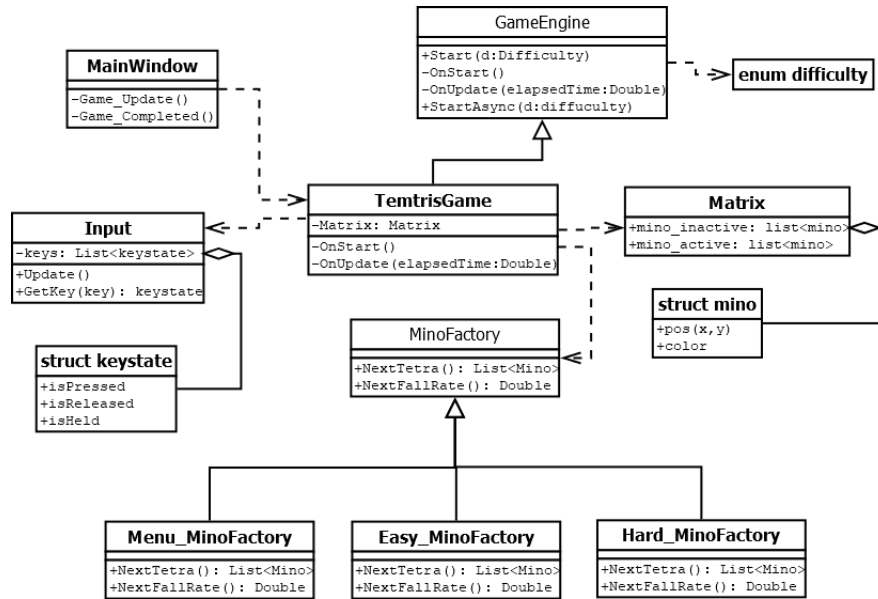 GameEngine
+Start(d:Difficulty)
-OnStart()
-OnUpdate(elapsedTime:Double)
+StartAsync(d:diffuculty)
MainWindow
-Game_Update()
-Game_Completed()
enum difficulty
TemtrisGame
-Matrix: Matrix
-OnStart()
-OnUpdate(elapsedTime:Double)
Matrix
+mino_inactive: list<mino>
+mino_active: list<mino>
Input
-keys: List<keystate>
+Update()
+GetKey(key): keystate
struct mino
+pos(x,y)
+color
MinoFactory
+NextTetra(): List<Mino>
+NextFallRate(): Double
struct keystate
+isPressed
+isReleased
+isHeld
Menu_MinoFactory
+NextTetra(): List<Mino>
+NextFallRate(): Double
Easy_MinoFactory
+NextTetra(): List<Mino>
+NextFallRate(): Double
Hard_MinoFactory
+NextTetra(): List<Mino>
+NextFallRate(): Double